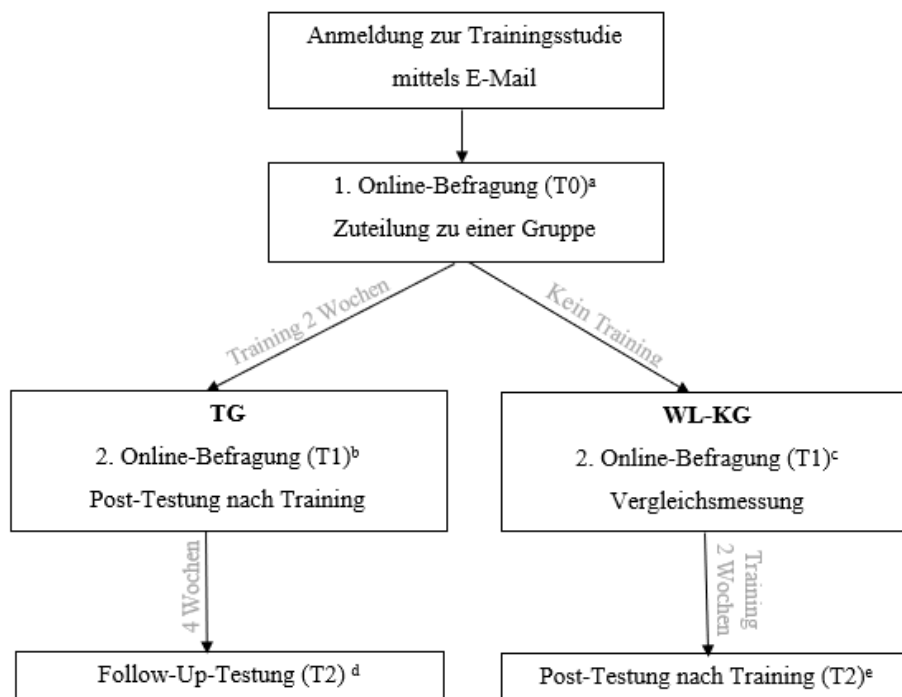 Anmeldung zur Trainingsstudie
mittels E-Mail
1. Online-Befragung (T0)ᵃ
Zuteilung zu einer Gruppe
Training 2 Wochen
Kein Training
TG
2. Online-Befragung (T1)ᵇ
Post-Testung nach Training
WL-KG
2. Online-Befragung (T1)ᶜ
Vergleichsmessung
4 Wochen
Training
2 Wochen
Follow-Up-Testung (T2) ᵈ
Post-Testung nach Training (T2)ᵉ